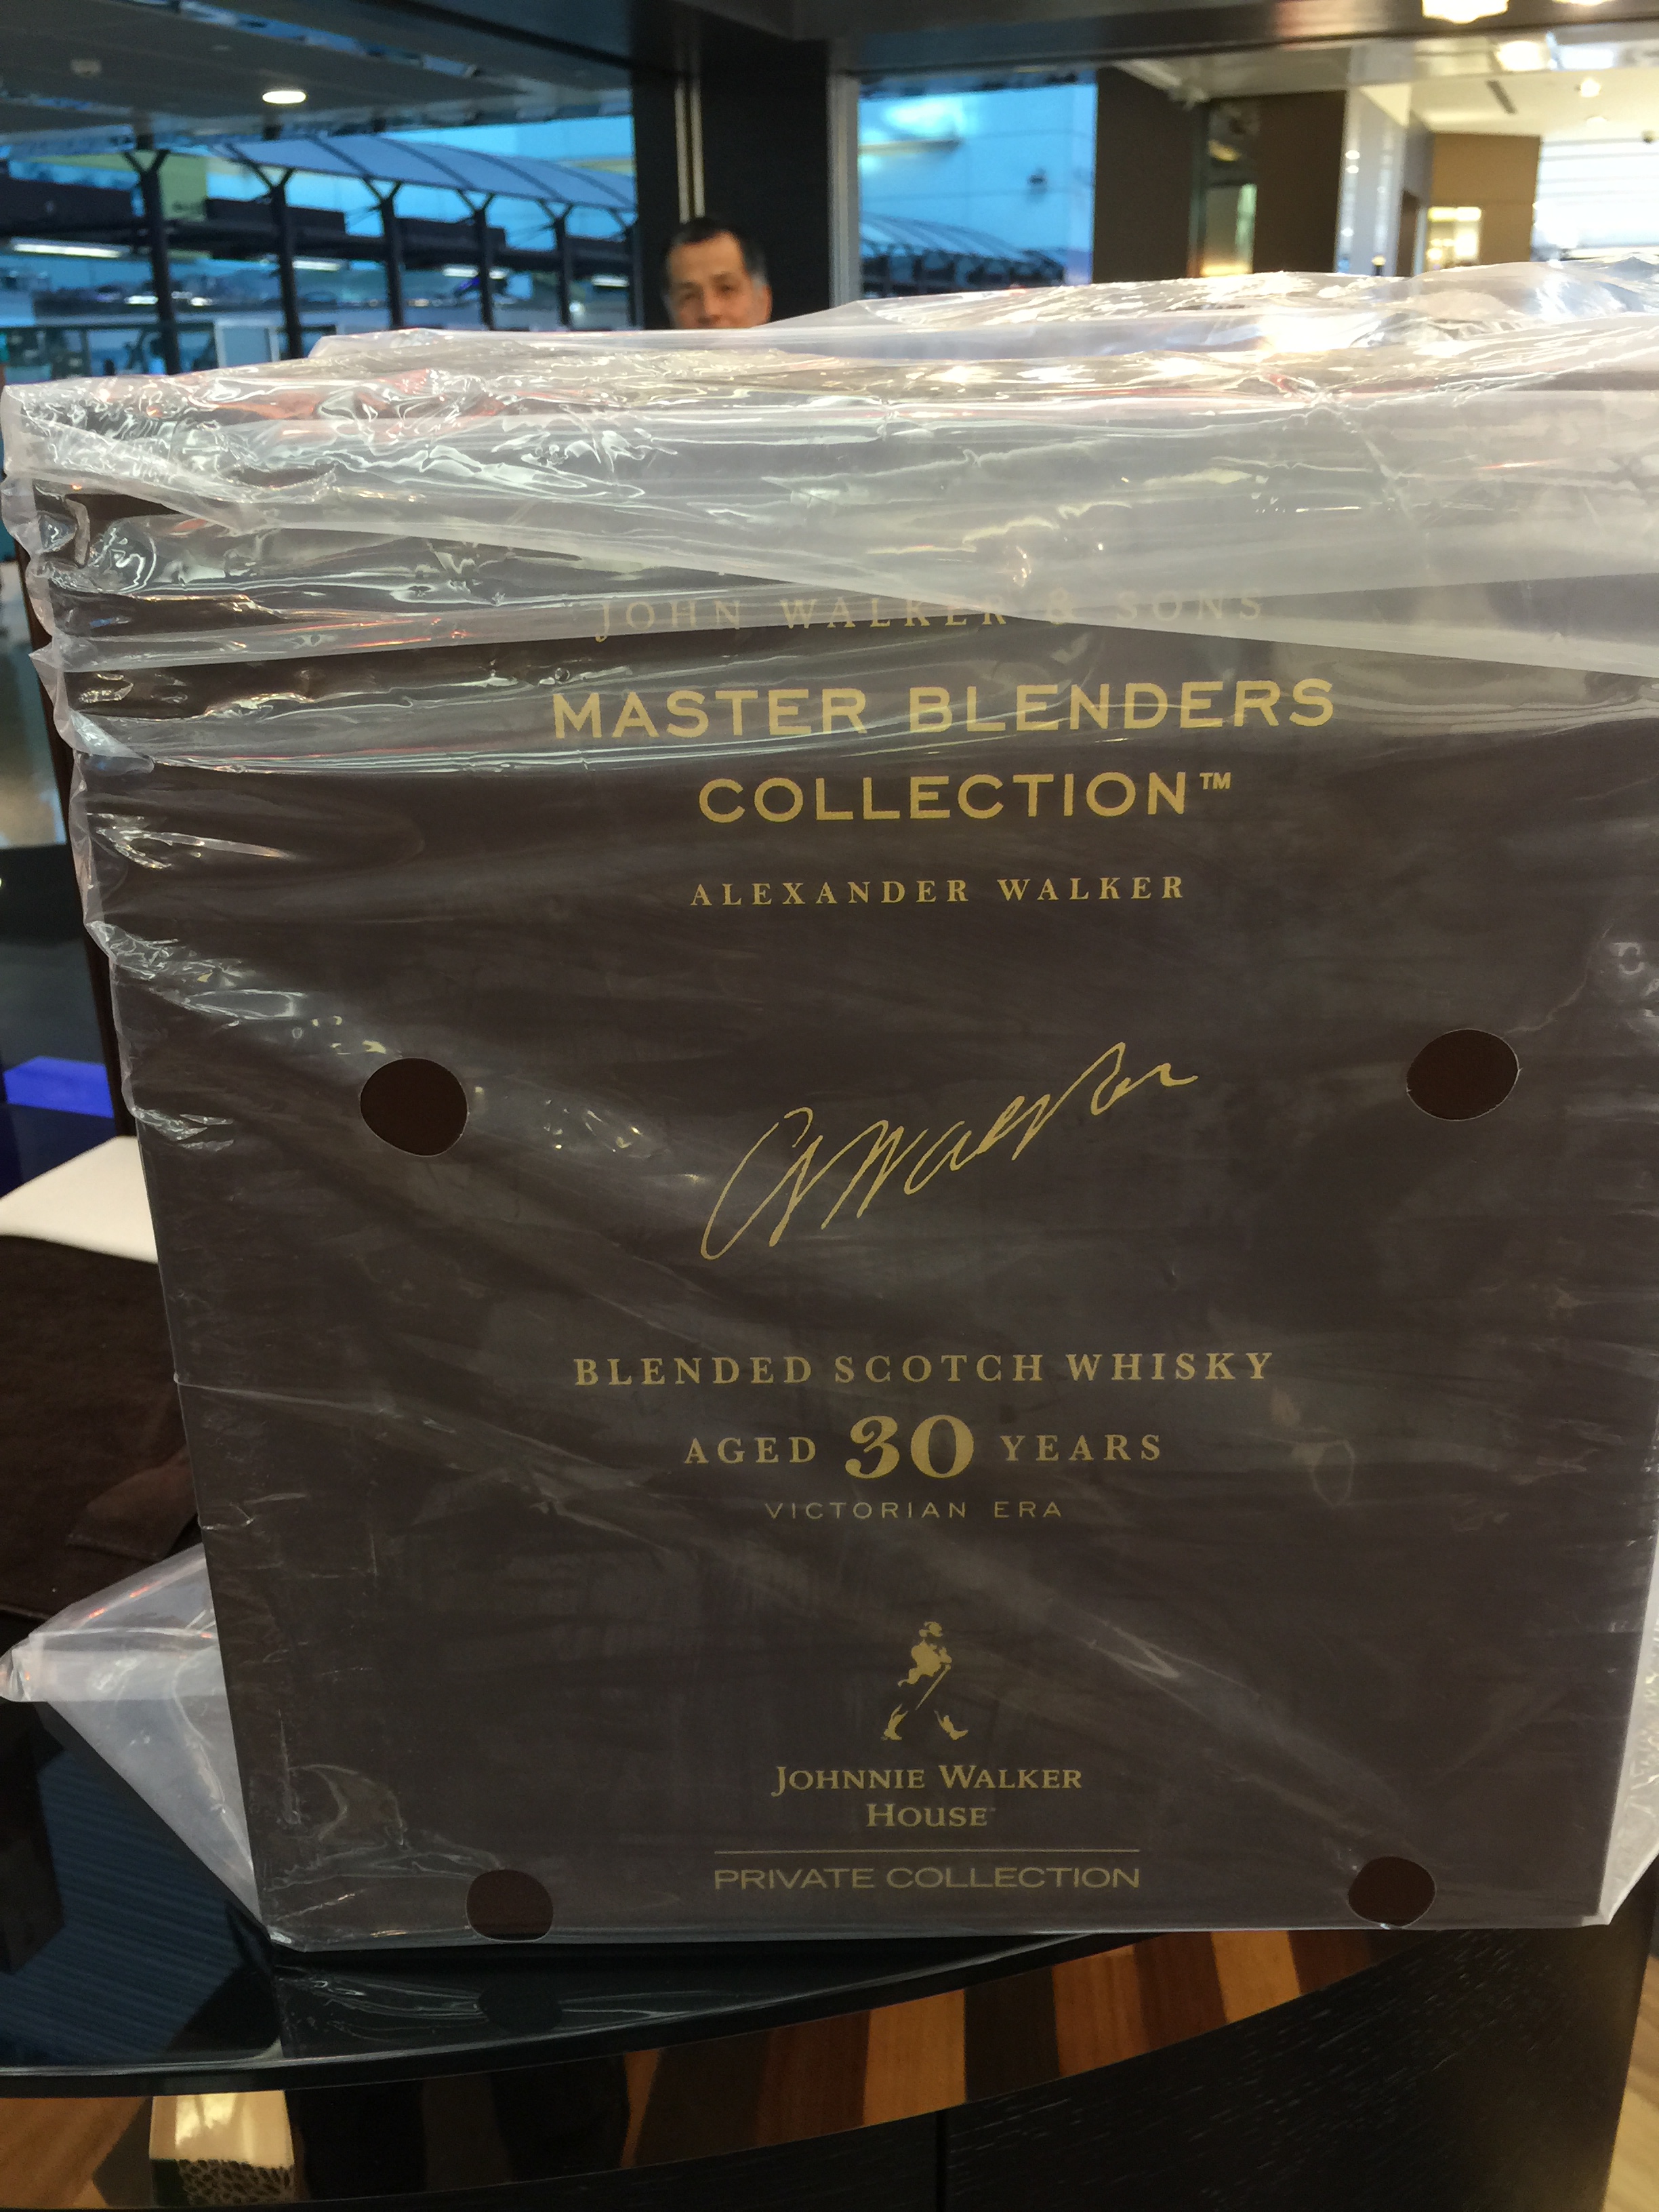 JOHN WALKER & SONS
MASTER BLENDERS
COLLECTION™
ALEXANDER WALKER
BLENDED SCOTCH WHISKY
AGED 30 YEARS
VICTORIAN ERA
JOHNNIE WALKER
HOUSE
PRIVATE COLLECTION